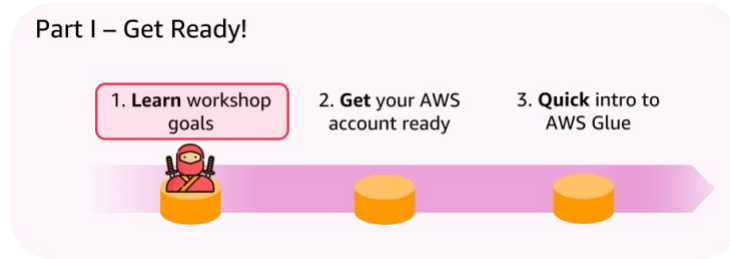 Part I – Get Ready!
1. Learn workshop
goals
2. Get your AWS
account ready
3. Quick intro to
AWS Glue